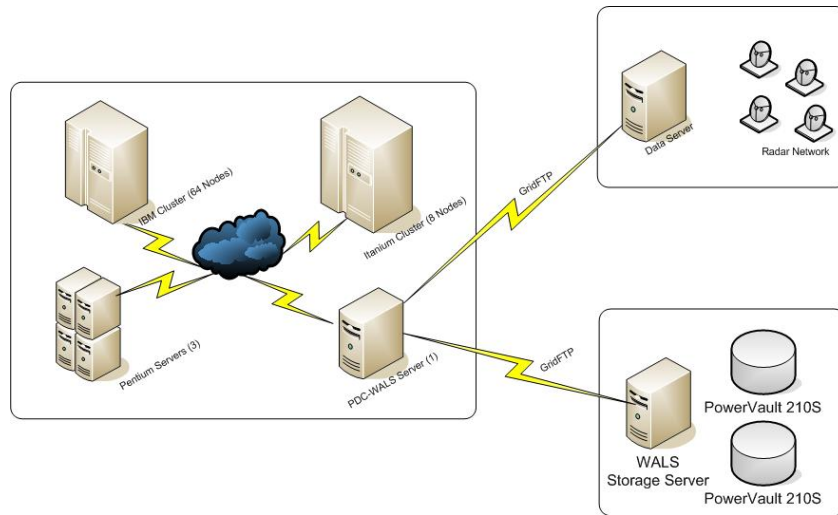 IBM Cluster (64 Nodes)
Itanium Cluster (8 Nodes)
Pentium Servers (3)
PDC-WALS Server (1)
GridFTP
GridFTP
Data Server
Radar Network
WALS
Storage Server
PowerVault 210S
PowerVault 210S